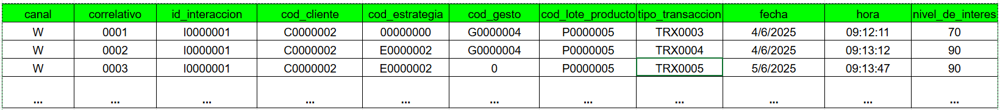 canal correlativo id_interaccion cod_cliente cod_estrategia cod_gesto cod_lote_producto tipo_transaccion fecha hora nivel_de_interes
W 0001 I0000001 C0000002 00000000 G0000004 P0000005 TRX0003 4/6/2025 09:12:11 70
W 0002 I0000001 C0000002 E0000002 G0000004 P0000005 TRX0004 4/6/2025 09:13:12 90
W 0003 I0000001 C0000002 E0000002 0 P0000005 TRX0005 5/6/2025 09:13:47 90
... ... ... ... ... ... ... ... ... ... ...